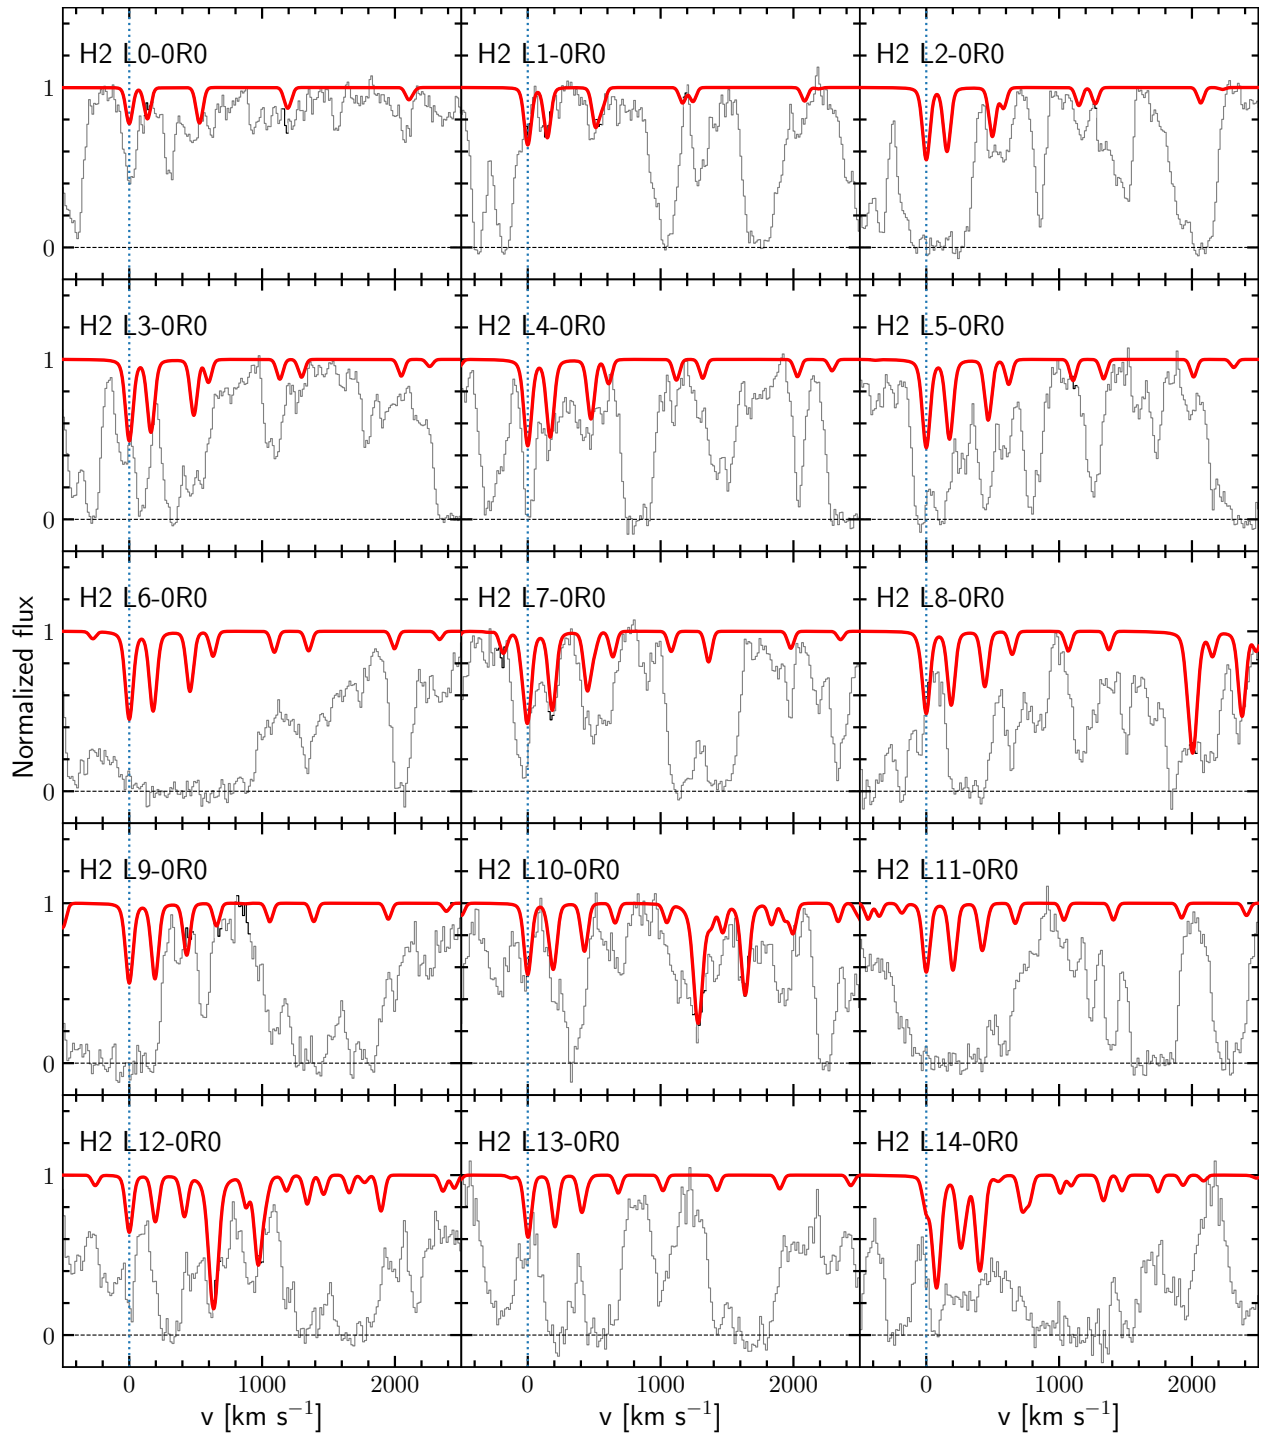 H2 L0-0R0 H2 L1-0R0 H2 L2-0R0
1
0
H2 L3-0R0 H2 L4-0R0 H2 L5-0R0
1
0
Normalized flux
H2 L6-0R0 H2 L7-0R0 H2 L8-0R0
1
0
H2 L9-0R0 H2 L10-0R0 H2 L11-0R0
1
0
H2 L12-0R0 H2 L13-0R0 H2 L14-0R0
1
0
0 1000 2000 0 1000 2000 0 1000 2000
v [km s⁻¹] v [km s⁻¹] v [km s⁻¹]